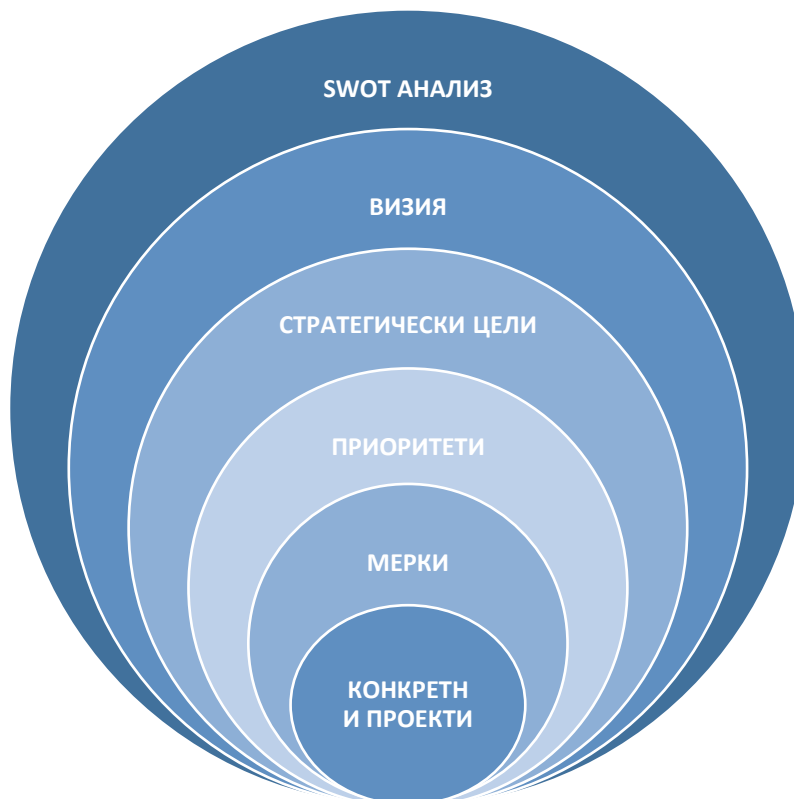 SWOT АНАЛИЗ
ВИЗИЯ
СТРАТЕГИЧЕСКИ ЦЕЛИ
ПРИОРИТЕТИ
МЕРКИ
КОНКРЕТН
И ПРОЕКТИ